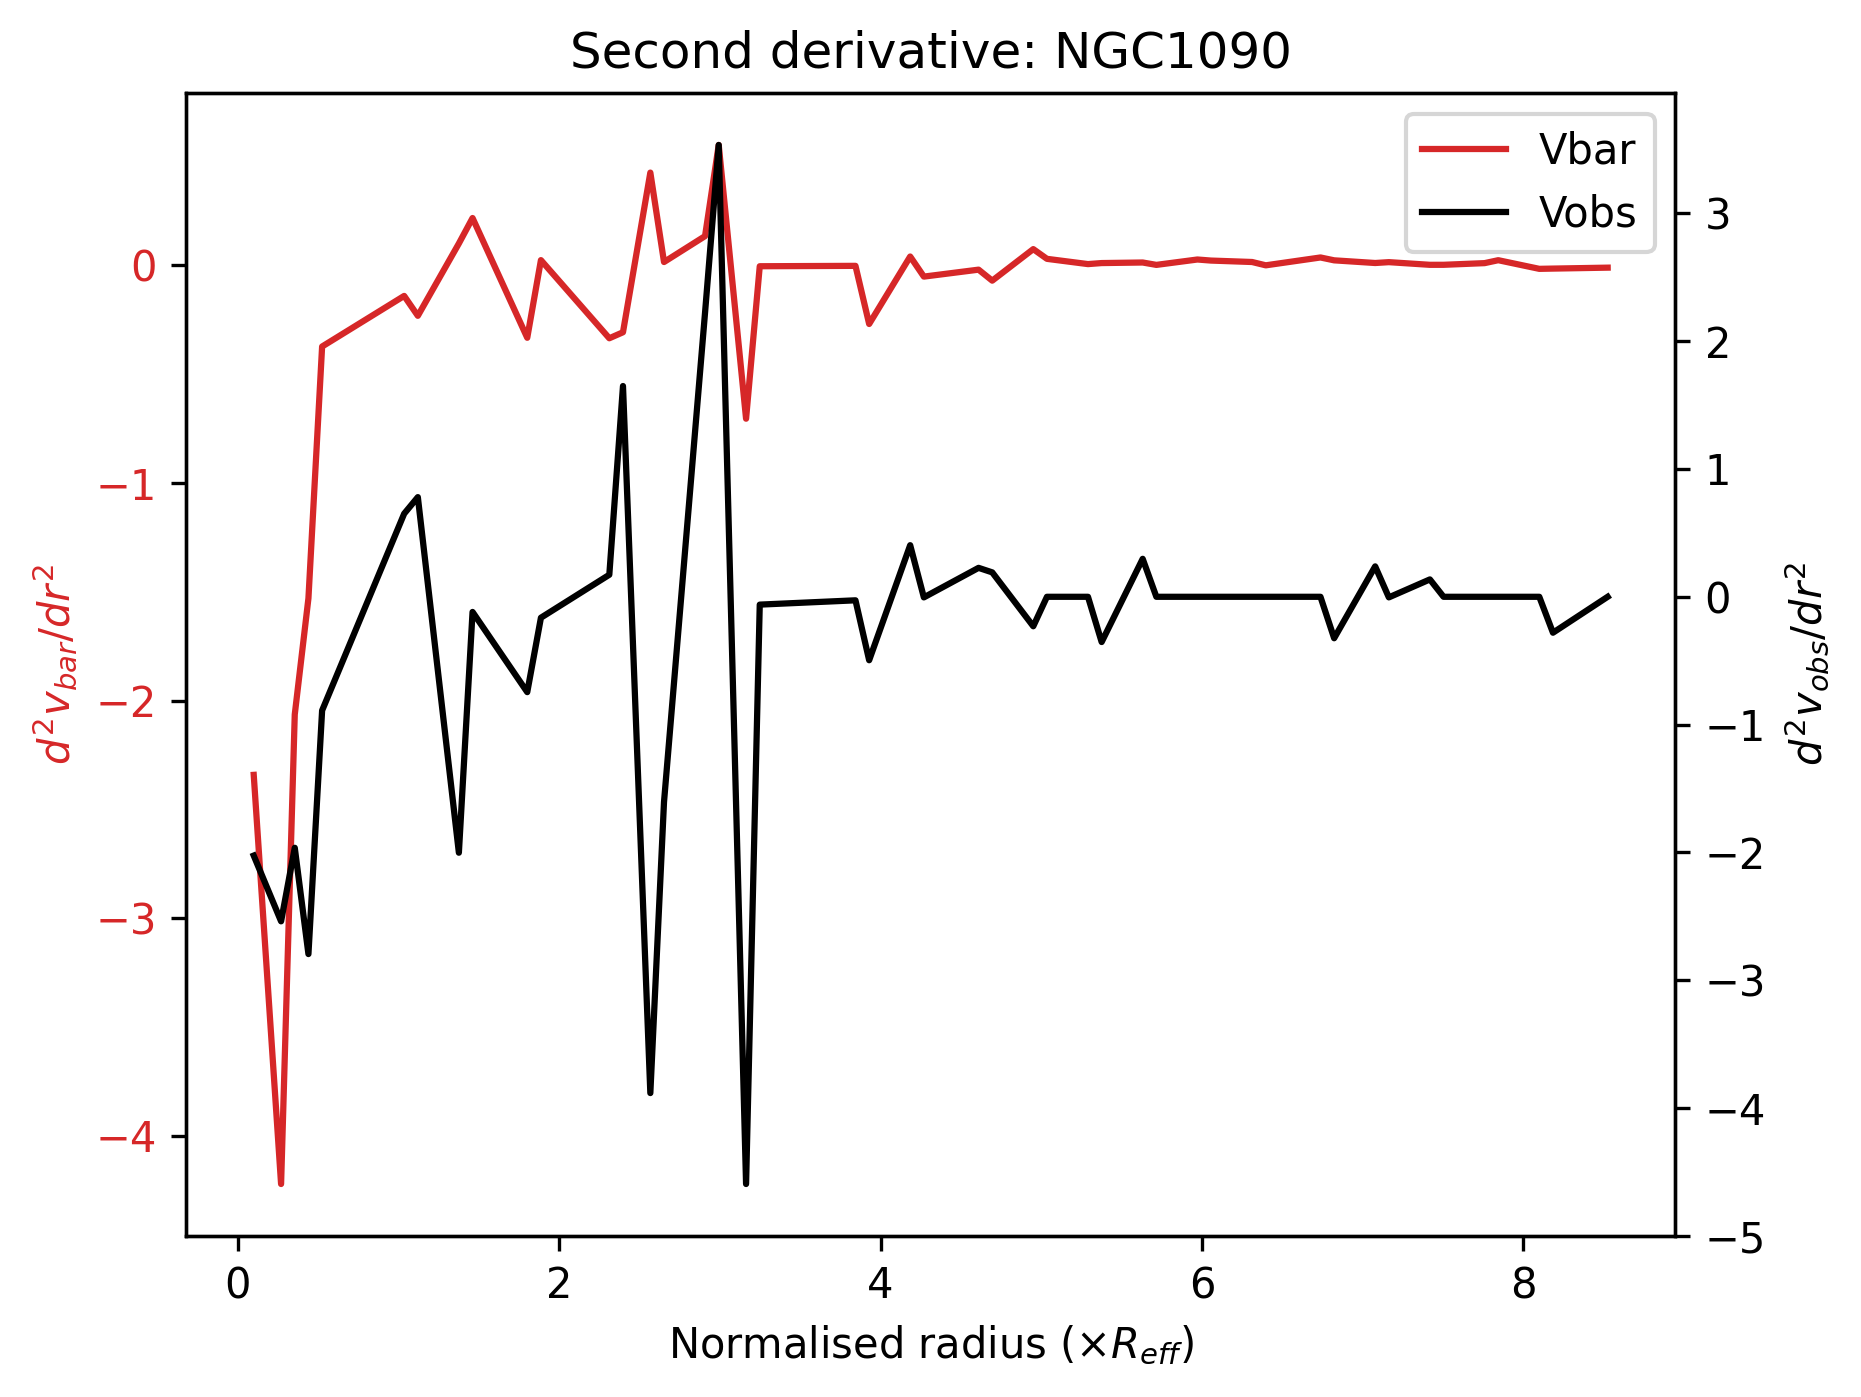 Second derivative: NGC1090
Vbar
Vobs
0
−1
−2
−3
−4
3
2
1
0
−1
−2
−3
−4
−5
d²v_bar/dr²
d²v_obs/dr²
0 2 4 6 8
Normalised radius (×R_eff)